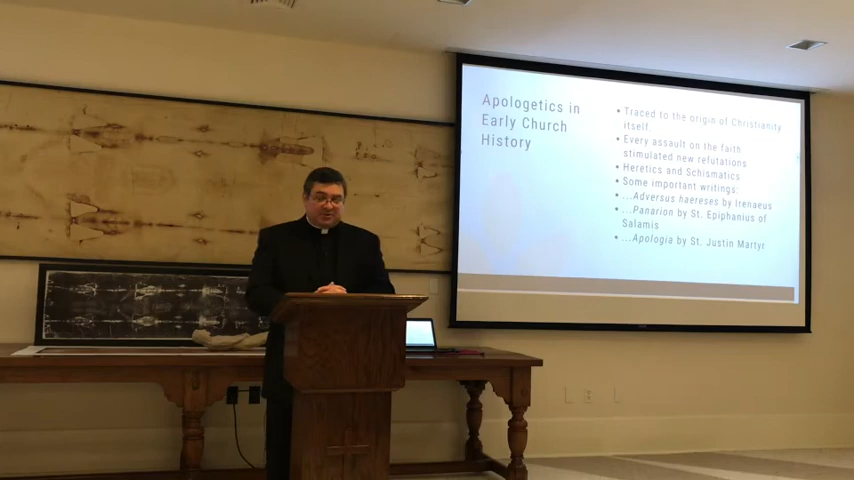 Apologetics in
Early Church
History
• Traced to the origin of Christianity
itself.
• Every assault on the faith
stimulated new refutations
• Heretics and Schismatics
• Some important writings:
• ...Adversus haereses by Irenaeus
• ...Panarion by St. Epiphanius of
Salamis
• ...Apologia by St. Justin Martyr